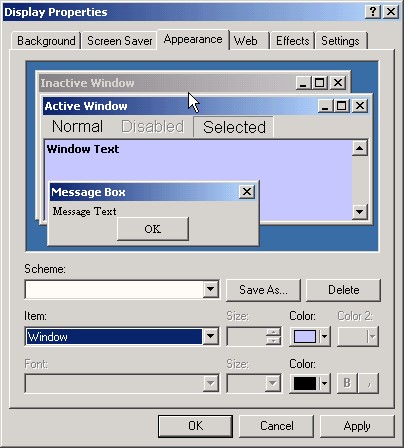 Display Properties
Background Screen Saver Appearance Web Effects Settings
Inactive Window
Active Window
Normal Disabled Selected
Window Text
Message Box
Message Text
OK
Scheme:
Save As... Delete
Item: Size: Color: Color 2:
Window
Font: Size: Color:
B /
OK Cancel Apply